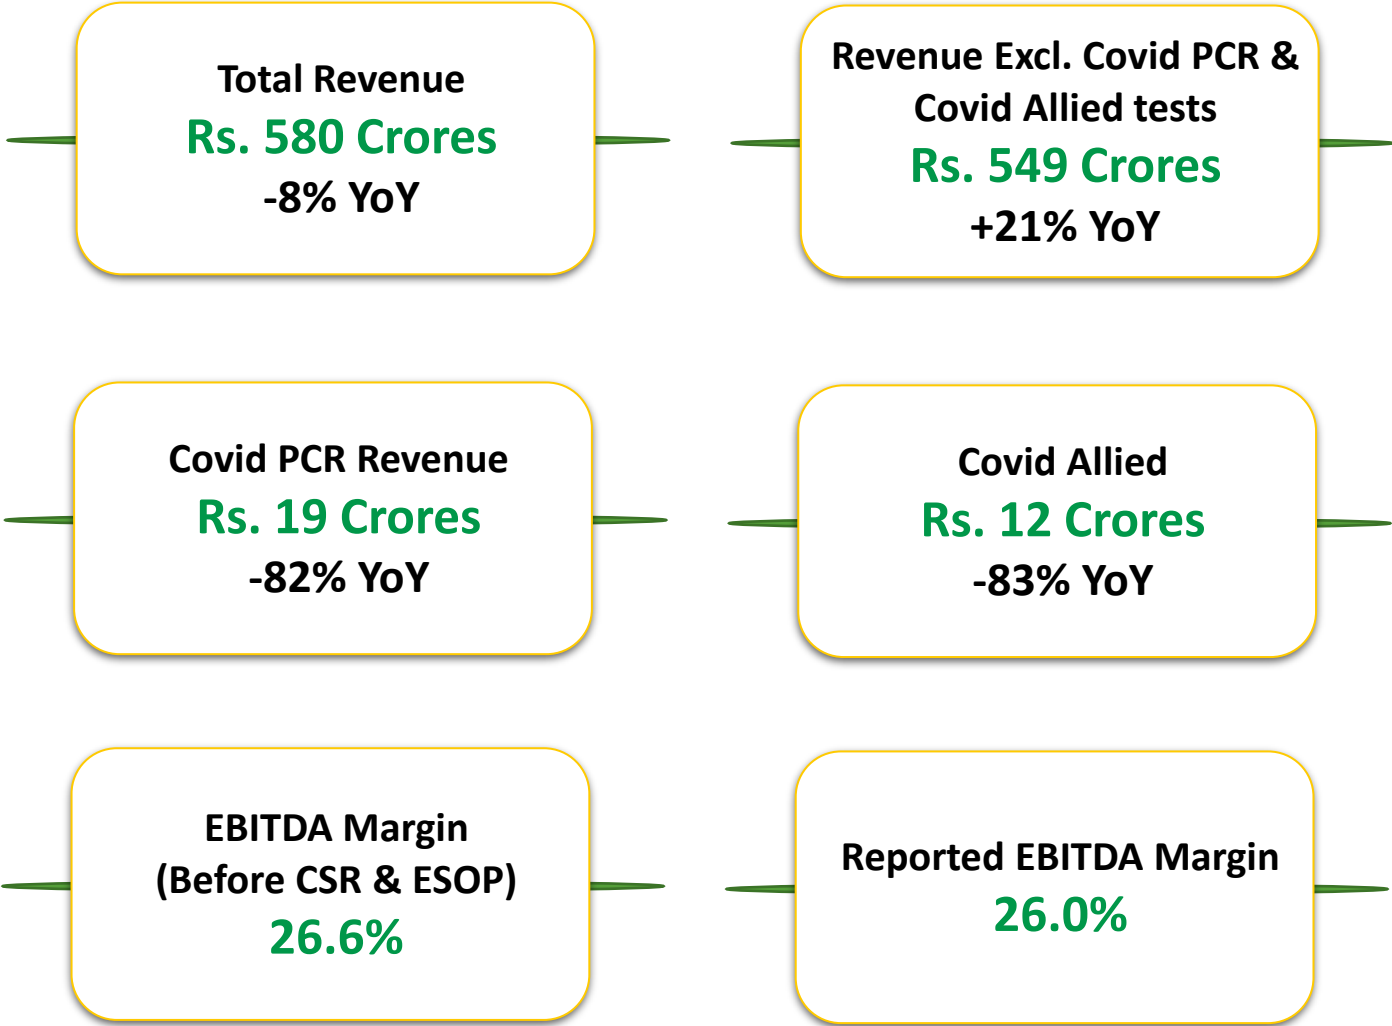 Total Revenue
Rs. 580 Crores
-8% YoY
Revenue Excl. Covid PCR &
Covid Allied tests
Rs. 549 Crores
+21% YoY
Covid PCR Revenue
Rs. 19 Crores
-82% YoY
Covid Allied
Rs. 12 Crores
-83% YoY
EBITDA Margin
(Before CSR & ESOP)
26.6%
Reported EBITDA Margin
26.0%